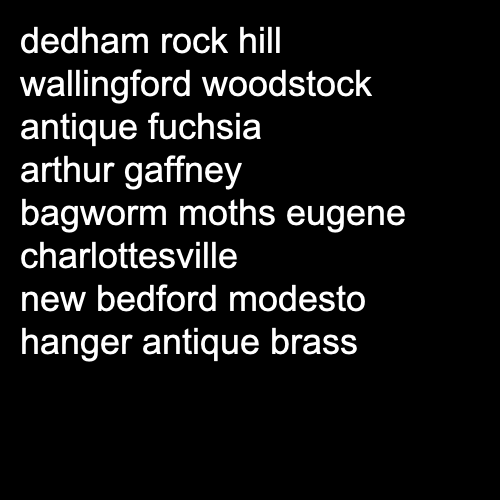 dedham rock hill
wallingford woodstock
antique fuchsia
arthur gaffney
bagworm moths eugene
charlottesville
new bedford modesto
hanger antique brass